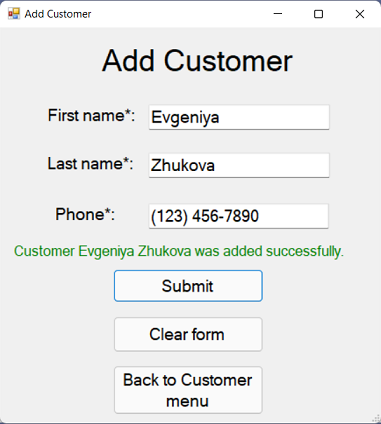 Add Customer
Add Customer
First name*: Evgeniya
Last name*: Zhukova
Phone*: (123) 456-7890
Customer Evgeniya Zhukova was added successfully.
Submit
Clear form
Back to Customer
menu